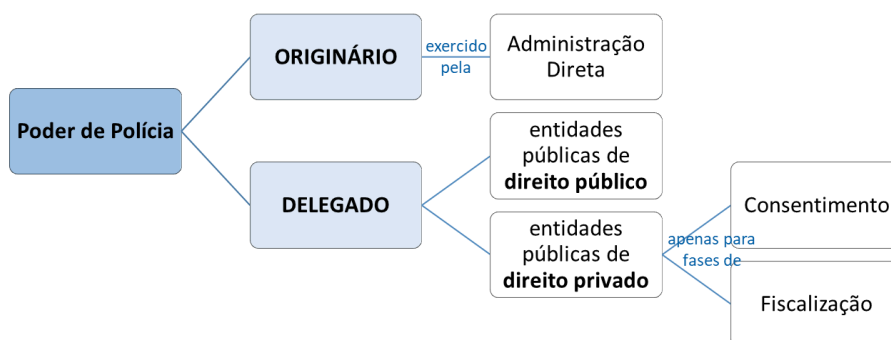 Poder de Polícia
ORIGINÁRIO
exercido
pela
Administração
Direta
DELEGADO
entidades
públicas de
direito público
entidades
públicas de
direito privado
apenas para
fases de
Consentimento
Fiscalização